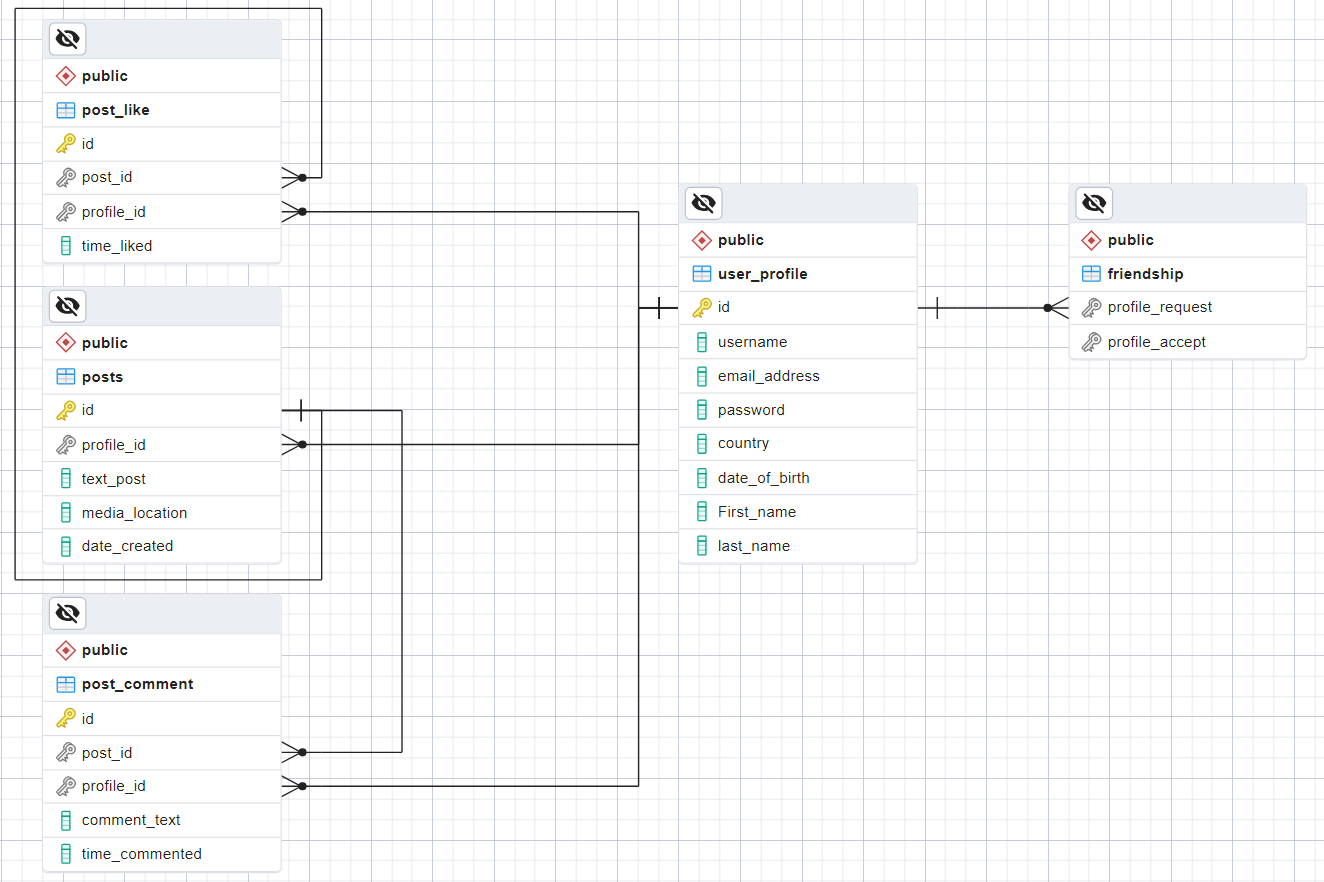 public
post_like
id
post_id
profile_id
time_liked
public
posts
id
profile_id
text_post
media_location
date_created
public
post_comment
id
post_id
profile_id
comment_text
time_commented
public
user_profile
id
username
email_address
password
country
date_of_birth
First_name
last_name
public
friendship
profile_request
profile_accept